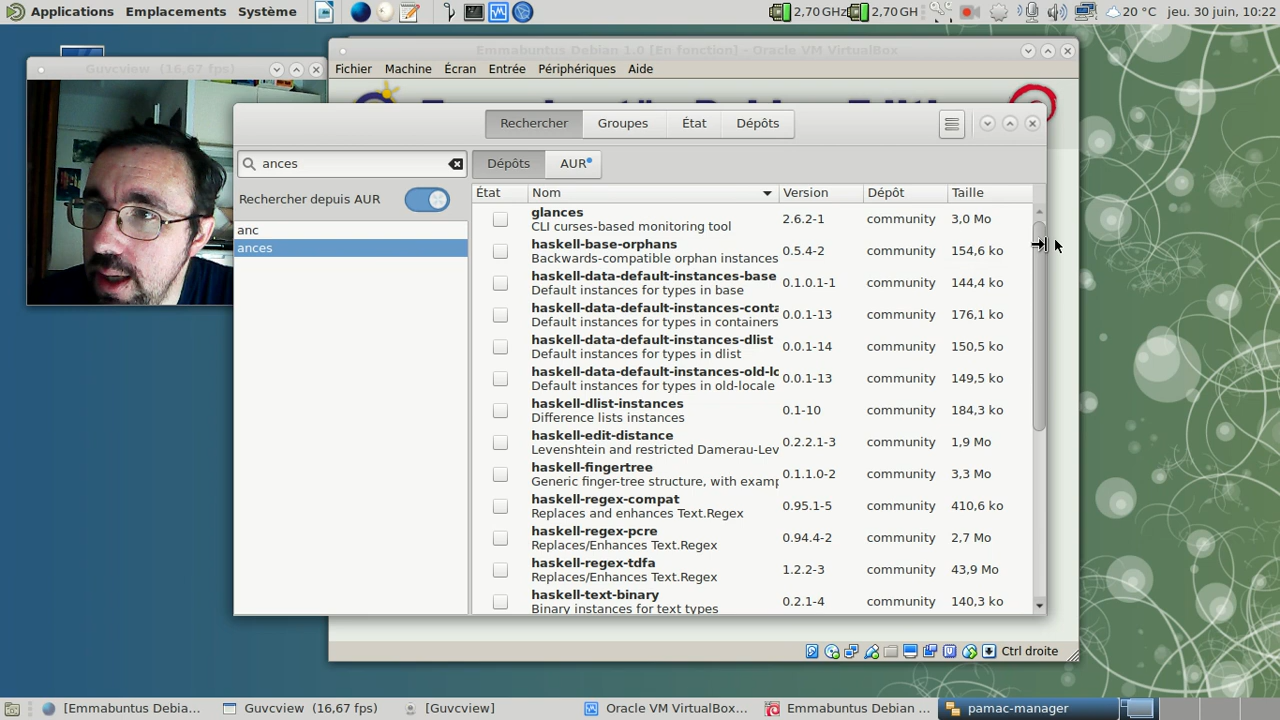 Applications Emplacements Système
2,70 GHz 2,70 GH 20 °C jeu. 30 juin, 10:22
Emmabuntus Debian 1.0 [En fonction] - Oracle VM VirtualBox
Guvcview (16,67 fps)
Fichier Machine Écran Entrée Périphériques Aide
Rechercher Groupes État Dépôts
ances
Dépôts AUR
Rechercher depuis AUR
anc
ances
État Nom Version Dépôt Taille
glances
CLI curses-based monitoring tool
2.6.2-1 community 3,0 Mo
haskell-base-orphans
Backwards-compatible orphan instances
0.5.4-2 community 154,6 ko
haskell-data-default-instances-base
Default instances for types in base
0.1.0.1-1 community 144,4 ko
haskell-data-default-instances-conta
Default instances for types in containers
0.0.1-13 community 176,1 ko
haskell-data-default-instances-dlist
Default instances for types in dlist
0.0.1-14 community 150,5 ko
haskell-data-default-instances-old-lo
Default instances for types in old-locale
0.0.1-13 community 149,5 ko
haskell-dlist-instances
Difference lists instances
0.1-10 community 184,3 ko
haskell-edit-distance
Levenshtein and restricted Damerau-Lev
0.2.2.1-3 community 1,9 Mo
haskell-fingertree
Generic finger-tree structure, with examp
0.1.1.0-2 community 3,3 Mo
haskell-regex-compat
Replaces and enhances Text.Regex
0.95.1-5 community 410,6 ko
haskell-regex-pcre
Replaces/Enhances Text.Regex
0.94.4-2 community 2,7 Mo
haskell-regex-tdfa
Replaces/Enhances Text.Regex
1.2.2-3 community 43,9 Mo
haskell-text-binary
Binary instances for text types
0.2.1-4 community 140,3 ko
Ctrl droite
[Emmabuntus Debia... Guvcview (16,67 fps) [Guvcview] Oracle VM VirtualBox... Emmabuntus Debian ... pamac-manager